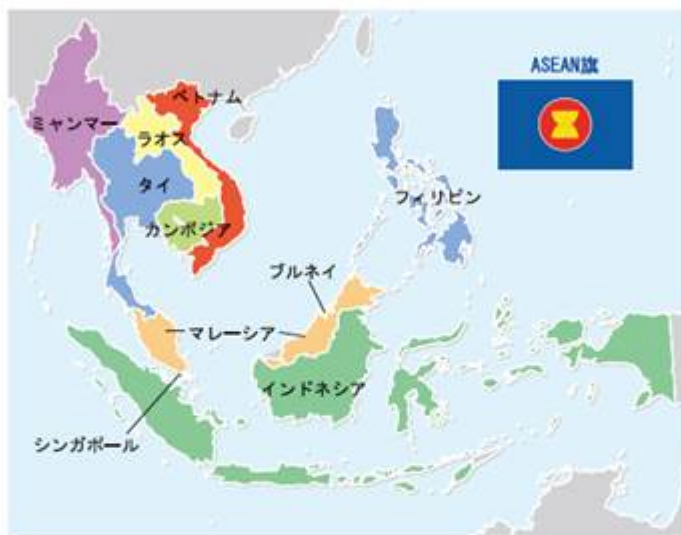 ASEAN旗
ベトナム
ミャンマー
ラオス
タイ
フィリピン
カンボジア
ブルネイ
マレーシア
インドネシア
シンガポール